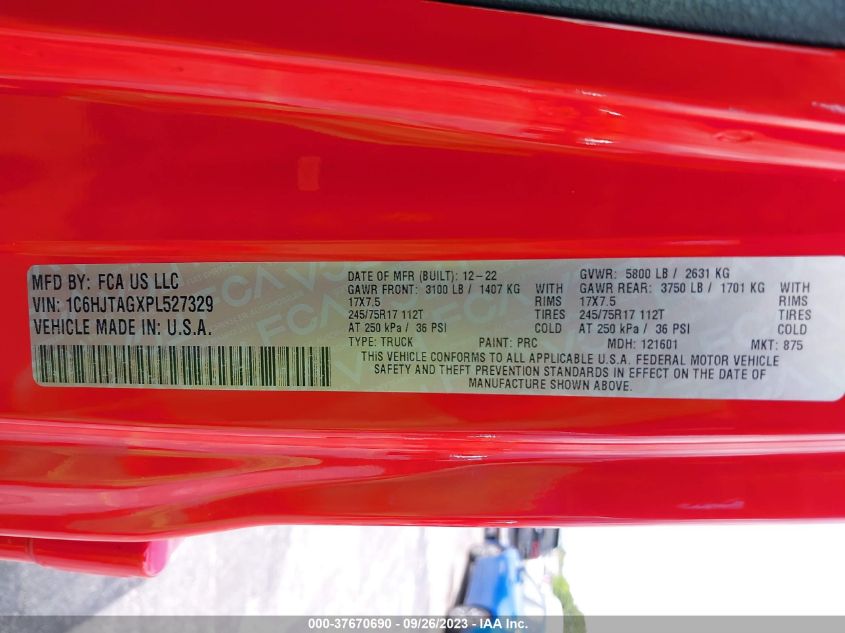 MFD BY: FCA US LLC
VIN: 1C6HJTAGXPL527329
VEHICLE MADE IN U.S.A.
DATE OF MFR (BUILT): 12-22 GVWR: 5800 LB / 2631 KG
GAWR FRONT: 3100 LB / 1407 KG WITH GAWR REAR: 3750 LB / 1701 KG WITH
17X7.5 RIMS 17X7.5 RIMS
245/75R17 112T TIRES 245/75R17 112T TIRES
AT 250 kPa / 36 PSI COLD AT 250 kPa / 36 PSI COLD
TYPE: TRUCK PAINT: PRC MDH: 121601 MKT: 875
THIS VEHICLE CONFORMS TO ALL APPLICABLE U.S.A. FEDERAL MOTOR VEHICLE
SAFETY AND THEFT PREVENTION STANDARDS IN EFFECT ON THE DATE OF
MANUFACTURE SHOWN ABOVE.
000-37670690 - 09/26/2023 - IAA Inc.